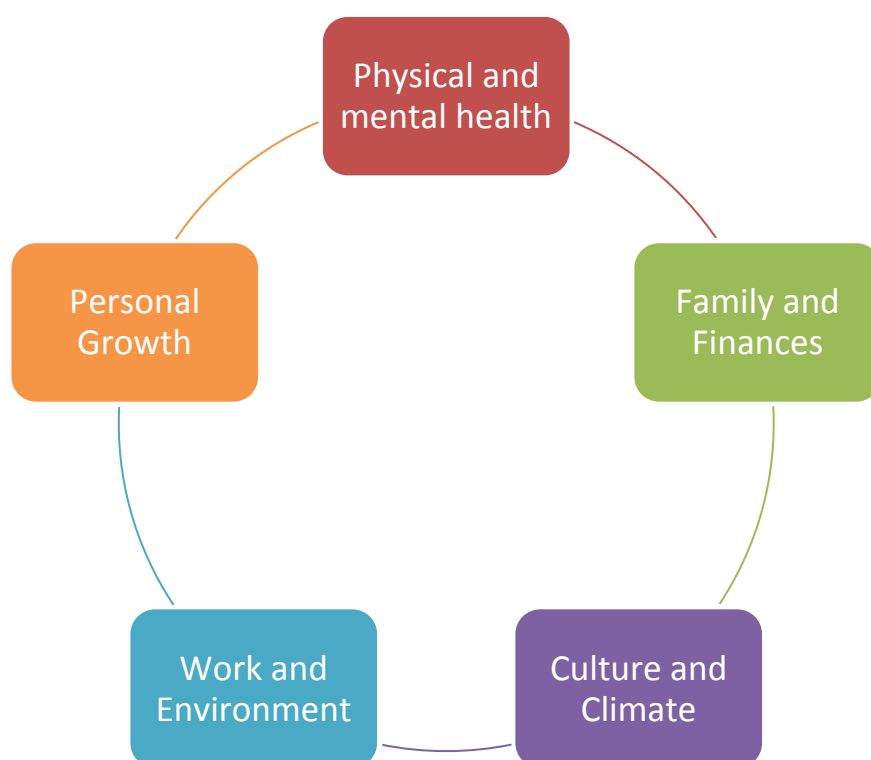 Physical and
mental health
Family and
Finances
Culture and
Climate
Work and
Environment
Personal
Growth